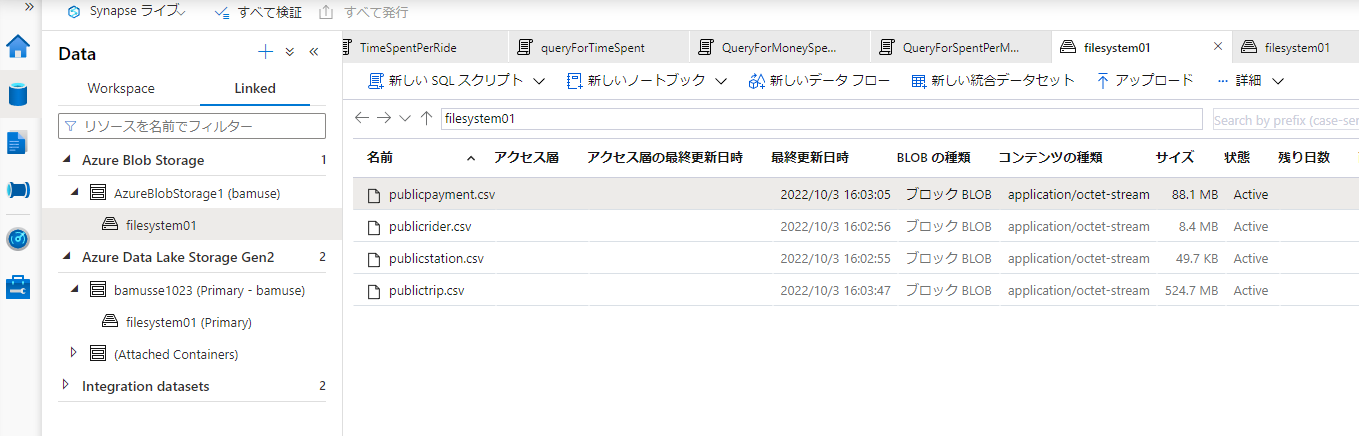 » Synapse ライブ すべて検証 すべて発行
Data
Workspace Linked
リソースを名前でフィルター
Azure Blob Storage 1
AzureBlobStorage1 (bamuse)
filesystem01
Azure Data Lake Storage Gen2 2
bamusse1023 (Primary - bamuse)
filesystem01 (Primary)
(Attached Containers)
Integration datasets 2
TimeSpentPerRide queryForTimeSpent QueryForMoneySpe... QueryForSpentPerM... filesystem01 filesystem01
新しい SQL スクリプト 新しいノートブック 新しいデータ フロー 新しい統合データセット アップロード ··· 詳細
filesystem01 Search by prefix (case-ser
名前 アクセス層 アクセス層の最終更新日時 最終更新日時 BLOB の種類 コンテンツの種類 サイズ 状態 残り日数
publicpayment.csv 2022/10/3 16:03:05 ブロック BLOB application/octet-stream 88.1 MB Active
publicrider.csv 2022/10/3 16:02:56 ブロック BLOB application/octet-stream 8.4 MB Active
publicstation.csv 2022/10/3 16:02:55 ブロック BLOB application/octet-stream 49.7 KB Active
publictrip.csv 2022/10/3 16:03:47 ブロック BLOB application/octet-stream 524.7 MB Active